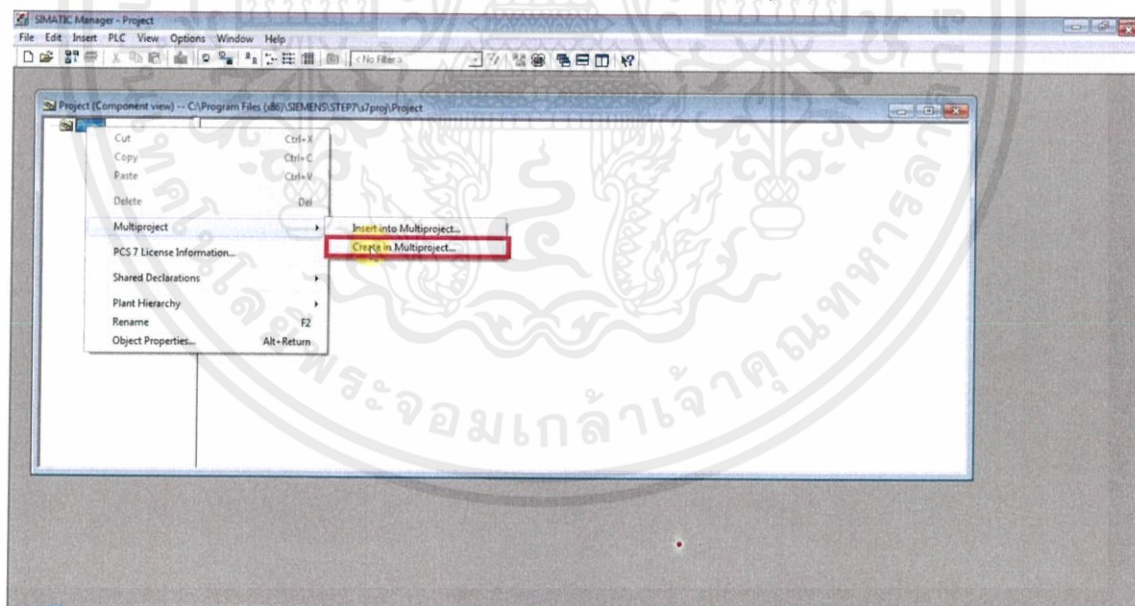 SIMATIC Manager - Project
File Edit Insert PLC View Options Window Help
< No Filter >
Project (Component view) -- C:\Program Files (x86)\SIEMENS\STEP7\s7proj\Project
Cut Ctrl+X
Copy Ctrl+C
Paste Ctrl+V
Delete Del
Multiproject
Insert into Multiproject...
Create in Multiproject...
PCS 7 License Information...
Shared Declarations
Plant Hierarchy
Rename F2
Object Properties... Alt+Return
พระจอมเกล้าเจ้าคุณทหารลาด